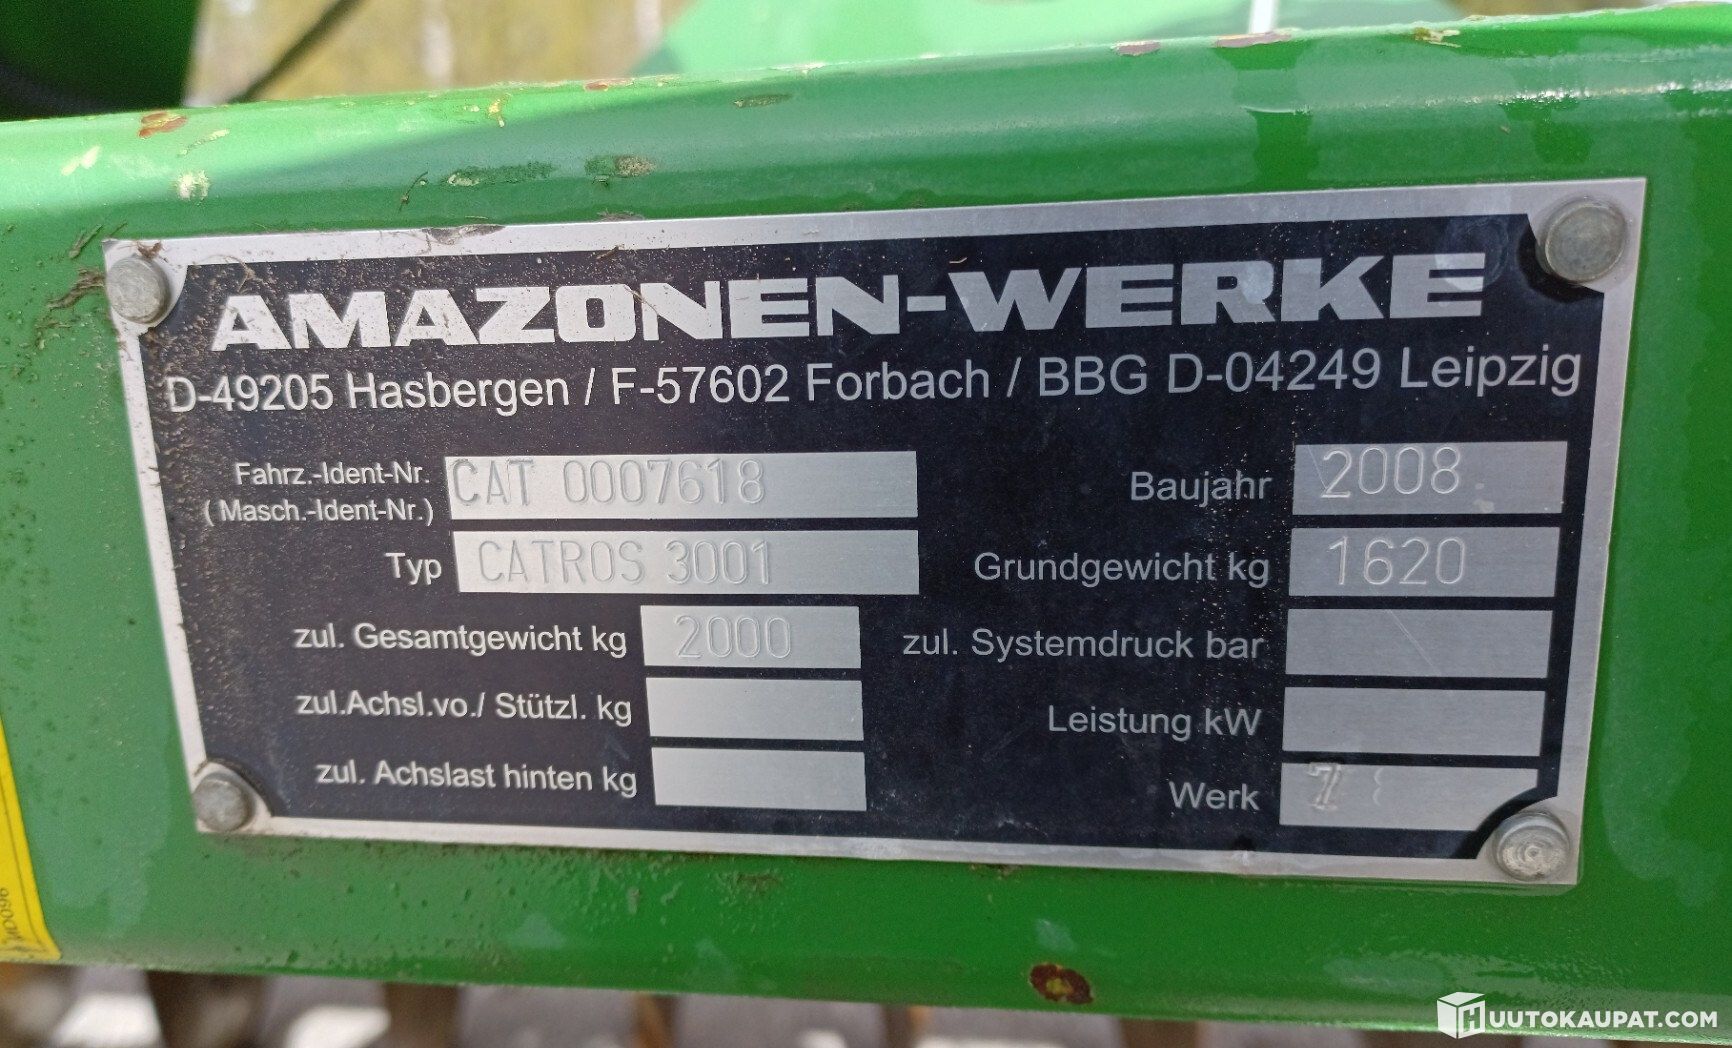 AMAZONEN-WERKE
D-49205 Hasbergen / F-57602 Forbach / BBG D-04249 Leipzig
Fahrz.-Ident-Nr. CAT 0007618
( Masch.-Ident-Nr.)
Baujahr 2008
Typ CATROS 3001
Grundgewicht kg 1620
zul. Gesamtgewicht kg 2000
zul. Systemdruck bar
zul.Achsl.vo./ Stützl. kg
Leistung kW
zul. Achslast hinten kg
Werk 7
MD096
HUUTOKAUPAT.COM